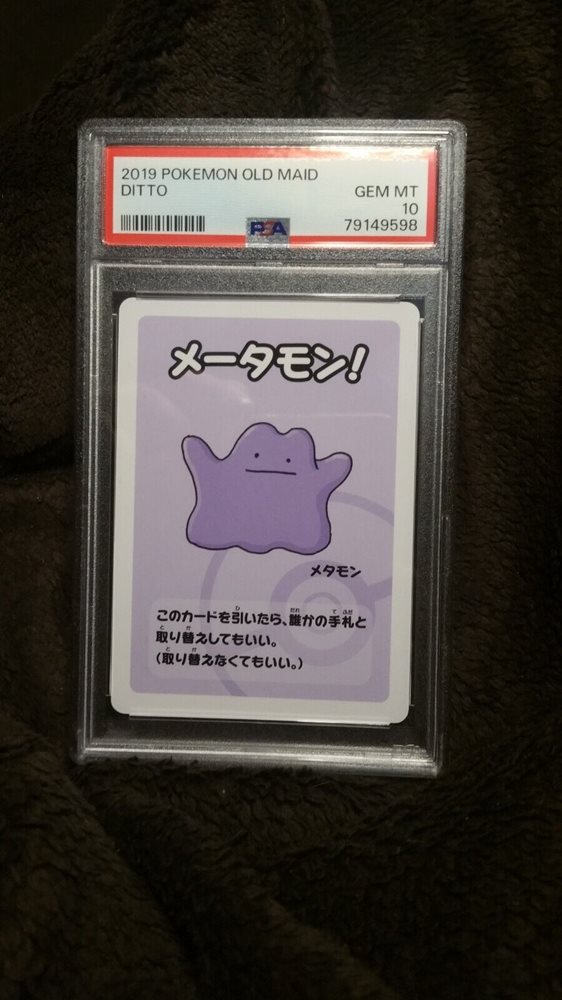 2019 POKEMON OLD MAID
DITTO GEM MT
10
PSA 79149598
メータモン!
メタモン
このカードを引いたら、誰かの手札と
取り替えしてもいい。
(取り替えなくてもいい。)